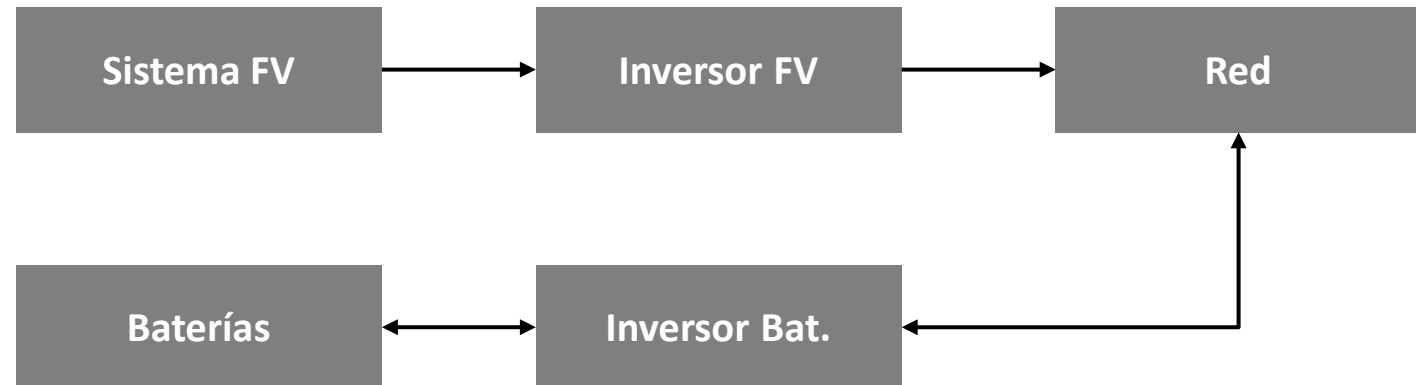 Sistema FV
Inversor FV
Red
Baterías
Inversor Bat.